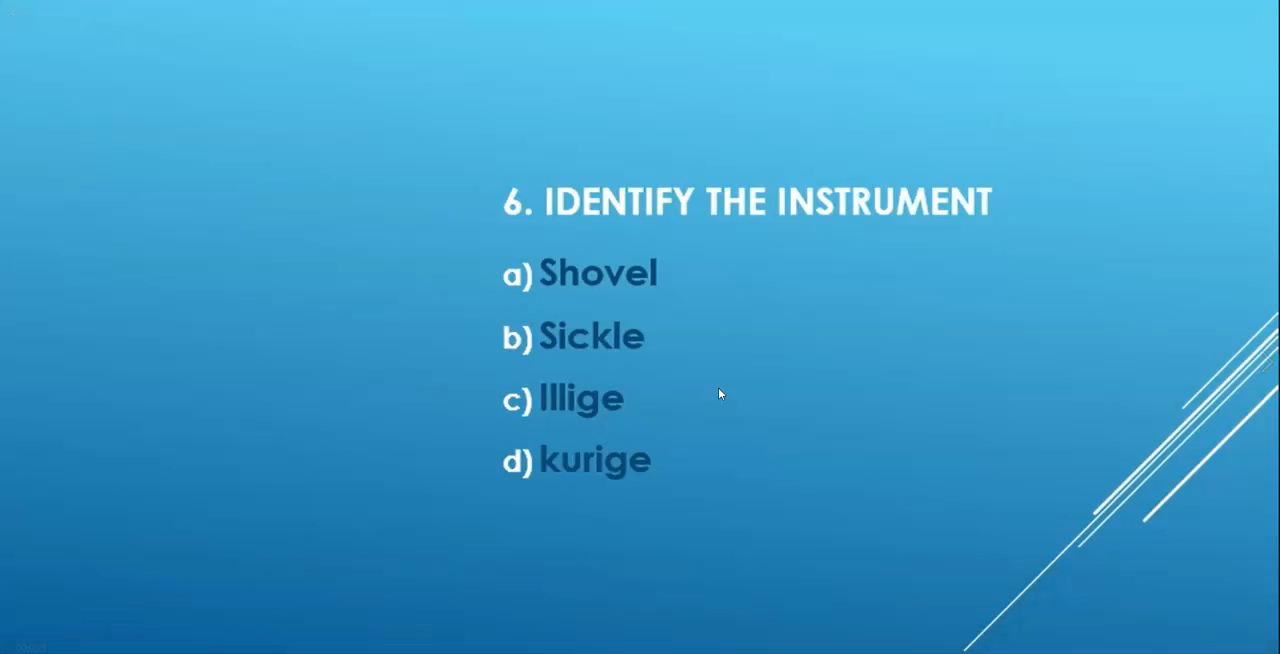 6. IDENTIFY THE INSTRUMENT
a) Shovel
b) Sickle
c) Illige
d) kurige